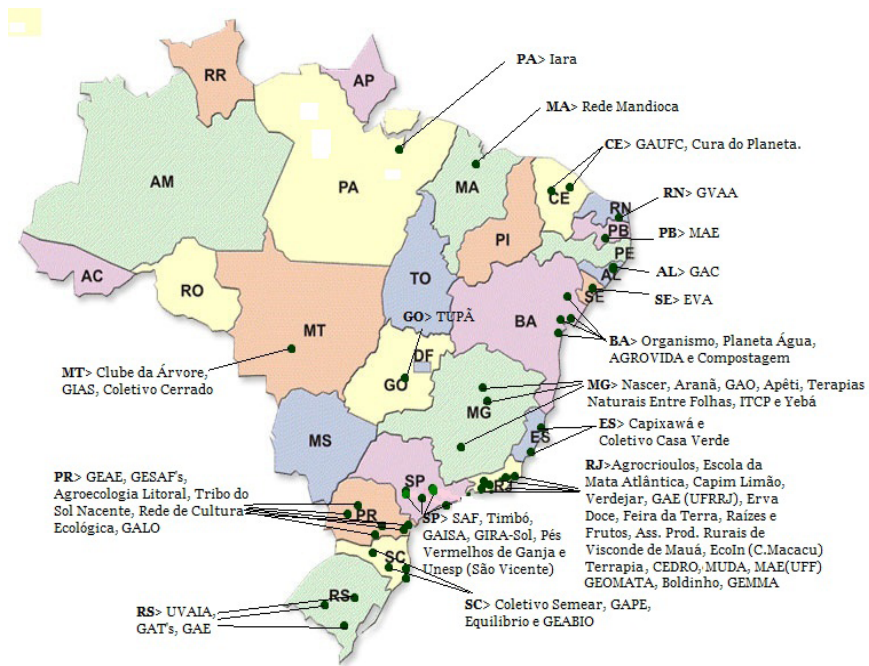 RR
AP
PA> Iara
MA> Rede Mandioca
CE> GAUFC, Cura do Planeta.
AM
PA
MA
CE
RN> GVAA
RN
PB> MAE
PB
PI
PE
AC
RO
TO
AL
AL> GAC
SE
SE> EVA
GO> TUPÃ
BA
MT
BA> Organismo, Planeta Água,
AGROVIDA e Compostagem
DF
MT> Clube da Árvore,
GIAS, Coletivo Cerrado
GO
MG> Nascer, Aranã, GAO, Apêti, Terapias
Naturais Entre Folhas, ITCP e Yebá
MG
MS
ES
ES> Capixawá e
Coletivo Casa Verde
PR> GEAE, GESAF's,
Agroecologia Litoral, Tribo do
Sol Nacente, Rede de Cultura
Ecológica, GALO
SP
RJ
RJ>Agrocrioulos, Escola da
Mata Atlântica, Capim Limão,
Verdejar, GAE (UFRRJ), Erva
Doce, Feira da Terra, Raízes e
Frutos, Ass. Prod. Rurais de
Visconde de Mauá, EcoIn (C.Macacu)
Terrapia, CEDRO, MUDA, MAE(UFF)
GEOMATA, Boldinho, GEMMA
PR
SP> SAF, Timbó,
GAISA, GIRA-Sol, Pés
Vermelhos de Ganja e
Unesp (São Vicente)
SC
RS
RS> UVAIA,
GAT's, GAE
SC> Coletivo Semear, GAPE,
Equilibrio e GEABIO